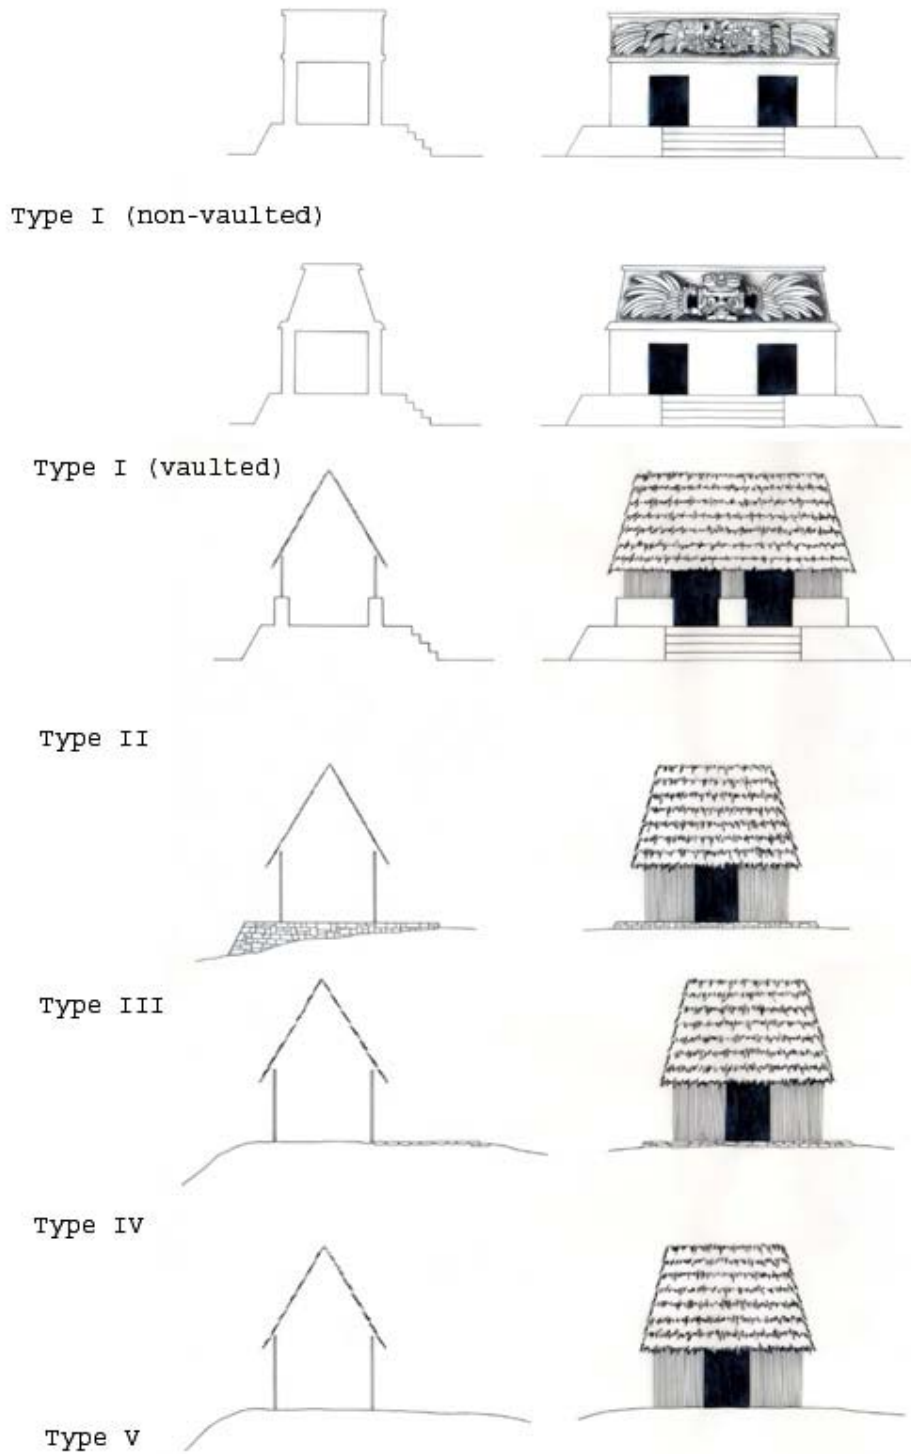 Type I (non-vaulted)
Type I (vaulted)
Type II
Type III
Type IV
Type V